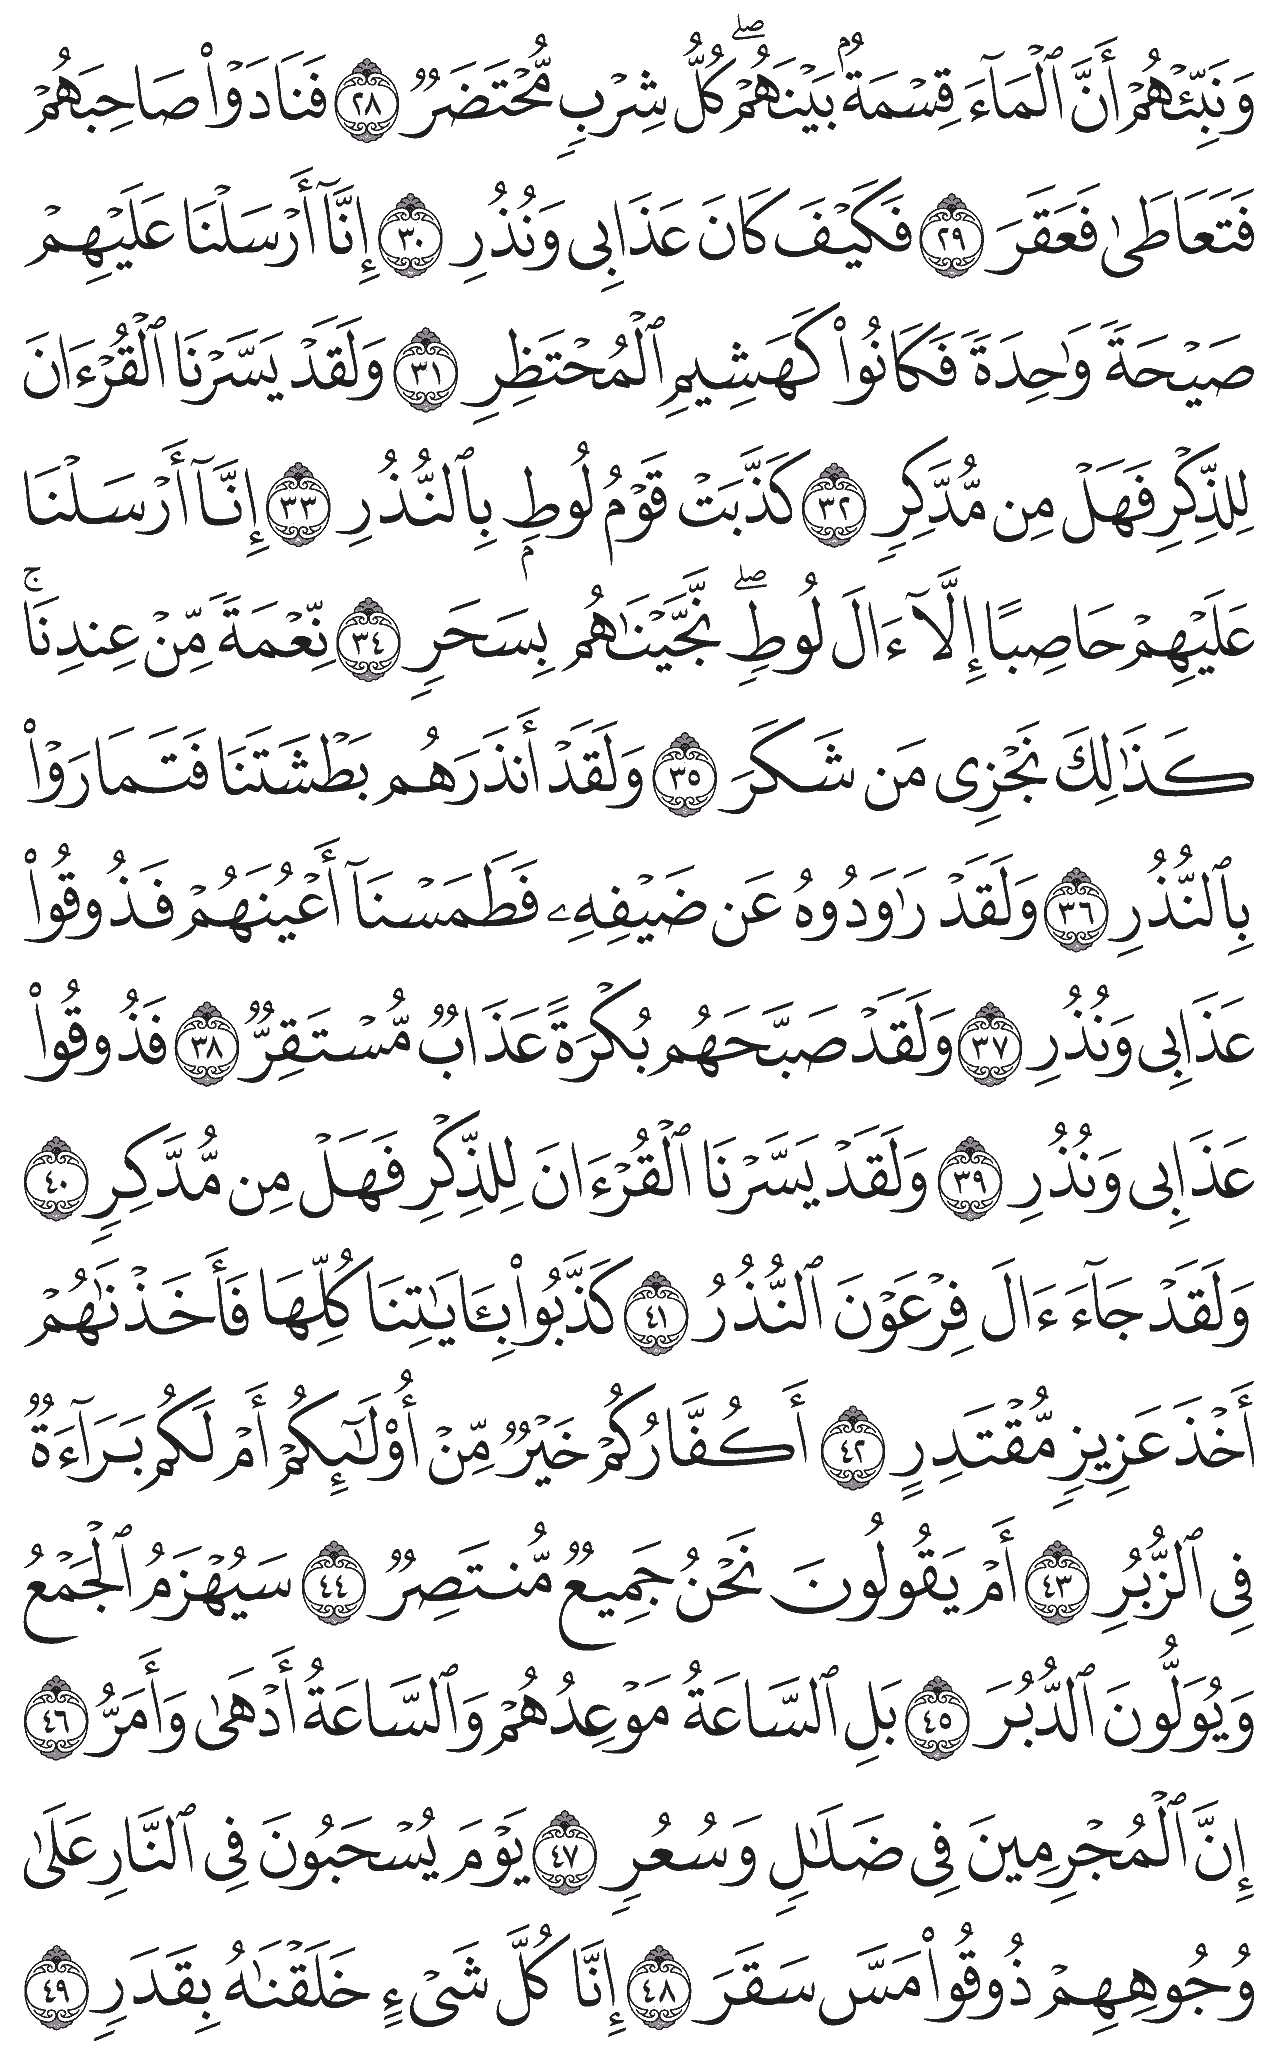 وَنَبِّئْهُمْ أَنَّ ٱلْمَآءَ قِسْمَةٌۢ بَيْنَهُمْ ۖ كُلُّ شِرْبٍ مُّحْتَضَرٌ ٢٨ فَنَادَوْا۟ صَاحِبَهُمْ
فَتَعَاطَىٰ فَعَقَرَ ٢٩ فَكَيْفَ كَانَ عَذَابِى وَنُذُرِ ٣٠ إِنَّآ أَرْسَلْنَا عَلَيْهِمْ
صَيْحَةً وَٰحِدَةً فَكَانُوا۟ كَهَشِيمِ ٱلْمُحْتَظِرِ ٣١ وَلَقَدْ يَسَّرْنَا ٱلْقُرْءَانَ
لِلذِّكْرِ فَهَلْ مِن مُّدَّكِرٍ ٣٢ كَذَّبَتْ قَوْمُ لُوطٍۭ بِٱلنُّذُرِ ٣٣ إِنَّآ أَرْسَلْنَا
عَلَيْهِمْ حَاصِبًا إِلَّآ ءَالَ لُوطٍ ۖ نَّجَّيْنَٰهُم بِسَحَرٍ ٣٤ نِّعْمَةً مِّنْ عِندِنَا ۚ
كَذَٰلِكَ نَجْزِى مَن شَكَرَ ٣٥ وَلَقَدْ أَنذَرَهُم بَطْشَتَنَا فَتَمَارَوْا۟
بِٱلنُّذُرِ ٣٦ وَلَقَدْ رَٰوَدُوهُ عَن ضَيْفِهِۦ فَطَمَسْنَآ أَعْيُنَهُمْ فَذُوقُوا۟
عَذَابِى وَنُذُرِ ٣٧ وَلَقَدْ صَبَّحَهُم بُكْرَةً عَذَابٌ مُّسْتَقِرٌّ ٣٨ فَذُوقُوا۟
عَذَابِى وَنُذُرِ ٣٩ وَلَقَدْ يَسَّرْنَا ٱلْقُرْءَانَ لِلذِّكْرِ فَهَلْ مِن مُّدَّكِرٍ ٤٠
وَلَقَدْ جَآءَ ءَالَ فِرْعَوْنَ ٱلنُّذُرُ ٤١ كَذَّبُوا۟ بِـَٔايَٰتِنَا كُلِّهَا فَأَخَذْنَٰهُمْ
أَخْذَ عَزِيزٍ مُّقْتَدِرٍ ٤٢ أَكُفَّارُكُمْ خَيْرٌ مِّنْ أُو۟لَٰٓئِكُمْ أَمْ لَكُم بَرَآءَةٌ
فِى ٱلزُّبُرِ ٤٣ أَمْ يَقُولُونَ نَحْنُ جَمِيعٌ مُّنتَصِرٌ ٤٤ سَيُهْزَمُ ٱلْجَمْعُ
وَيُوَلُّونَ ٱلدُّبُرَ ٤٥ بَلِ ٱلسَّاعَةُ مَوْعِدُهُمْ وَٱلسَّاعَةُ أَدْهَىٰ وَأَمَرُّ ٤٦
إِنَّ ٱلْمُجْرِمِينَ فِى ضَلَٰلٍ وَسُعُرٍ ٤٧ يَوْمَ يُسْحَبُونَ فِى ٱلنَّارِ عَلَىٰ
وُجُوهِهِمْ ذُوقُوا۟ مَسَّ سَقَرَ ٤٨ إِنَّا كُلَّ شَىْءٍ خَلَقْنَٰهُ بِقَدَرٍ ٤٩